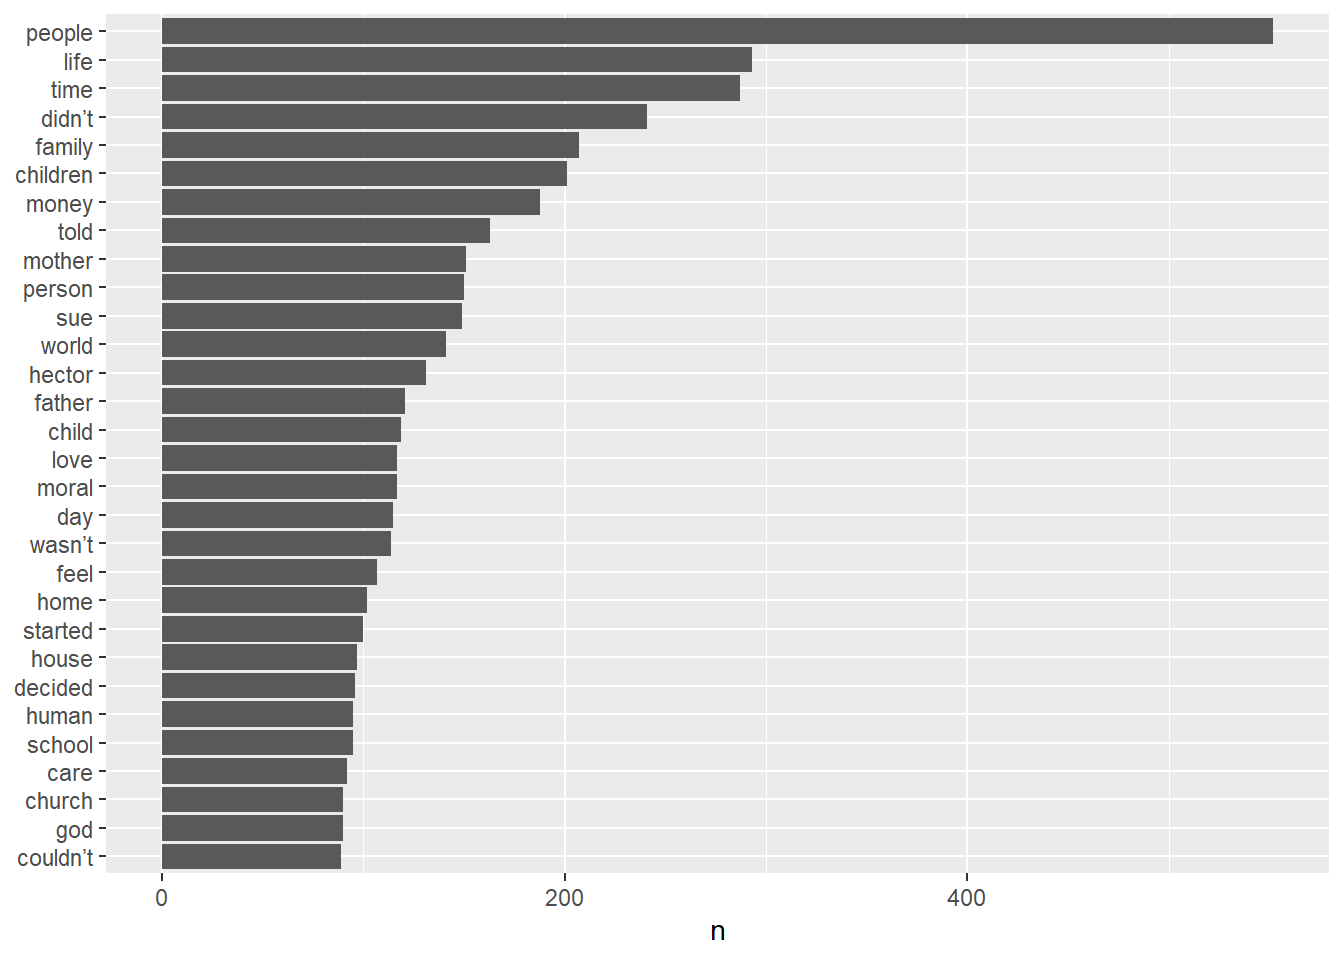 people
life
time
didn’t
family
children
money
told
mother
person
sue
world
hector
father
child
love
moral
day
wasn’t
feel
home
started
house
decided
human
school
care
church
god
couldn’t
0 200 400
n